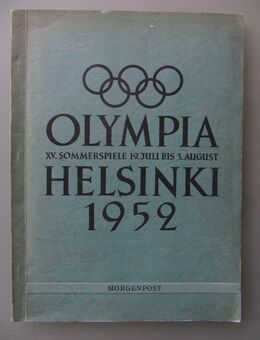 OLYMPIA
XV. SOMMERSPIELE 19. JULI BIS 3. AUGUST
HELSINKI
1952
MORGENPOST